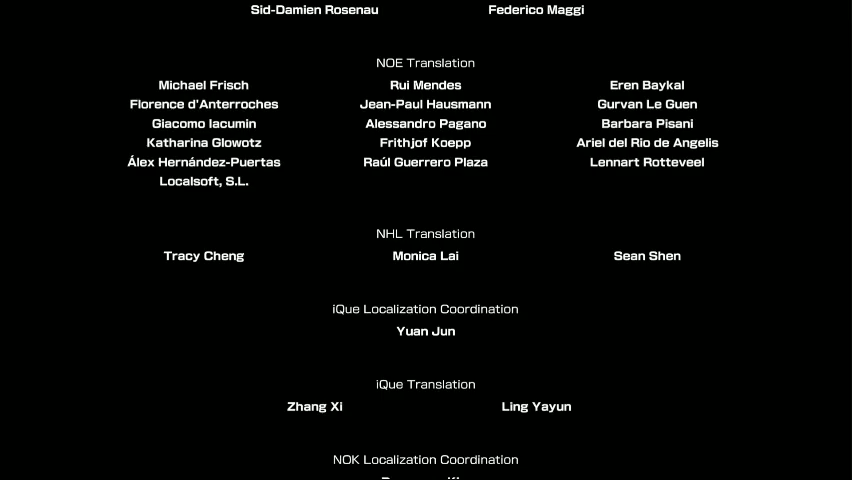 Sid-Damien Rosenau Federico Maggi
NOE Translation
Michael Frisch Rui Mendes Eren Baykal
Florence d'Anterroches Jean-Paul Hausmann Gurvan Le Guen
Giacomo Iacumin Alessandro Pagano Barbara Pisani
Katharina Glowotz Frithjof Koepp Ariel del Rio de Angelis
Álex Hernández-Puertas Raúl Guerrero Plaza Lennart Rotteveel
Localsoft, S.L.
NHL Translation
Tracy Cheng Monica Lai Sean Shen
iQue Localization Coordination
Yuan Jun
iQue Translation
Zhang Xi Ling Yayun
NOK Localization Coordination